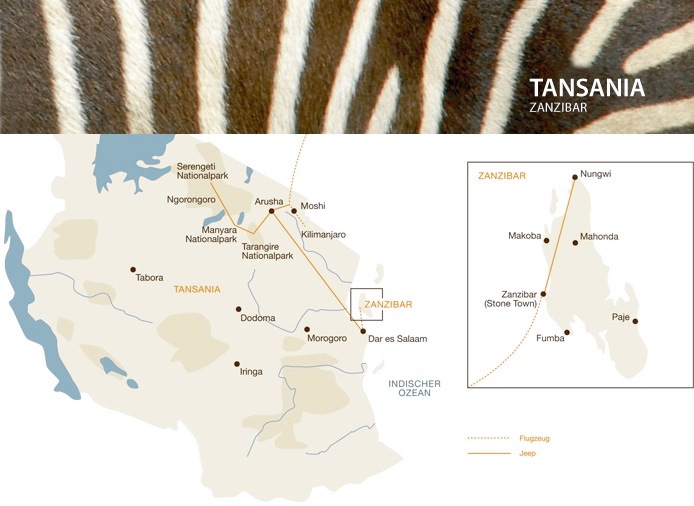 TANSANIA
ZANZIBAR
Serengeti
Nationalpark
Ngorongoro
Arusha
Moshi
Manyara
Nationalpark
Kilimanjaro
Tarangire
Nationalpark
Tabora
TANSANIA
ZANZIBAR
Dodoma
Morogoro
Dar es Salaam
Iringa
INDISCHER
OZEAN
ZANZIBAR
Nungwi
Makoba
Mahonda
Zanzibar
(Stone Town)
Paje
Fumba
Flugzeug
Jeep